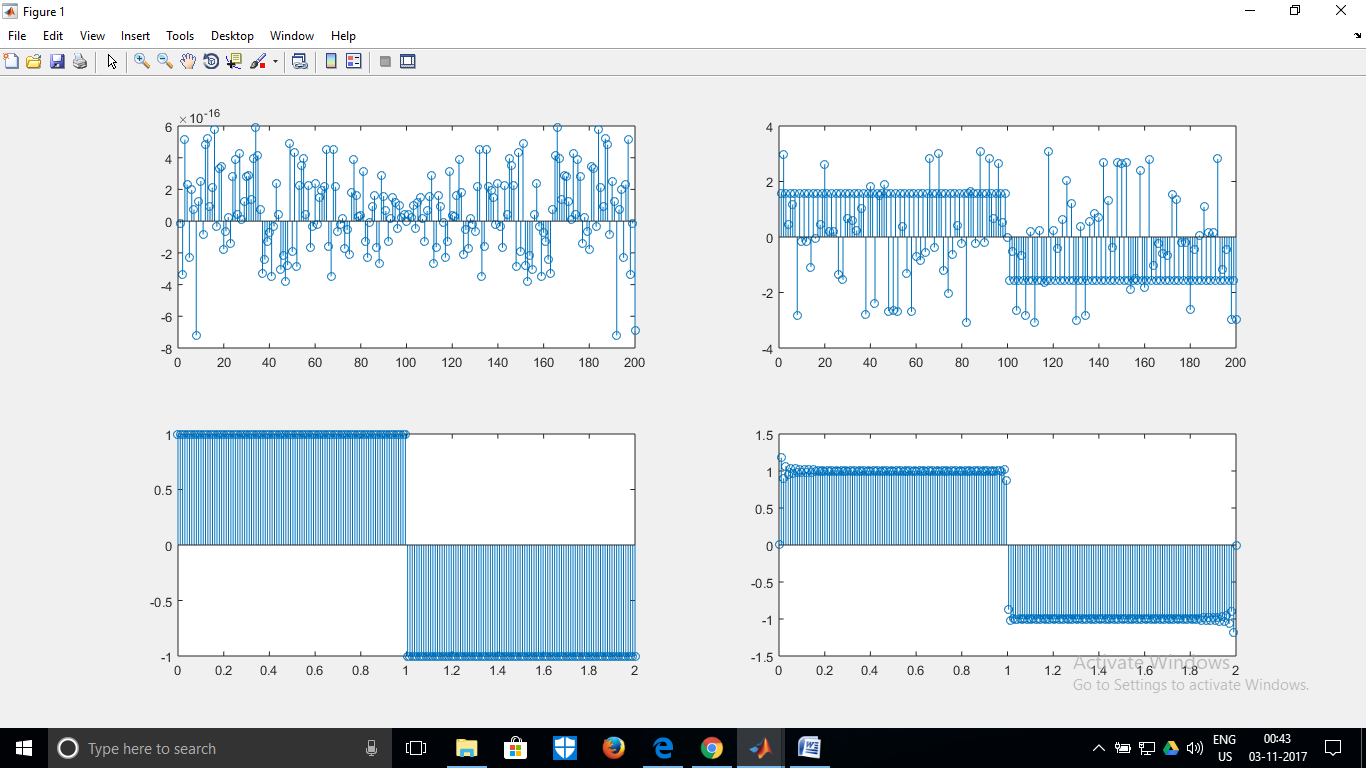 Figure 1
File Edit View Insert Tools Desktop Window Help
×10-16
6
4
2
0
-2
-4
-6
-8
0 20 40 60 80 100 120 140 160 180 200
4
2
0
-2
-4
0 20 40 60 80 100 120 140 160 180 200
1
0.5
0
-0.5
-1
0 0.2 0.4 0.6 0.8 1 1.2 1.4 1.6 1.8 2
1.5
1
0.5
0
-0.5
-1
-1.5
0 0.2 0.4 0.6 0.8 1 1.2 1.4 1.6 1.8 2
Activate Windows
Go to Settings to activate Windows.
Type here to search
ENG
US
00:43
03-11-2017